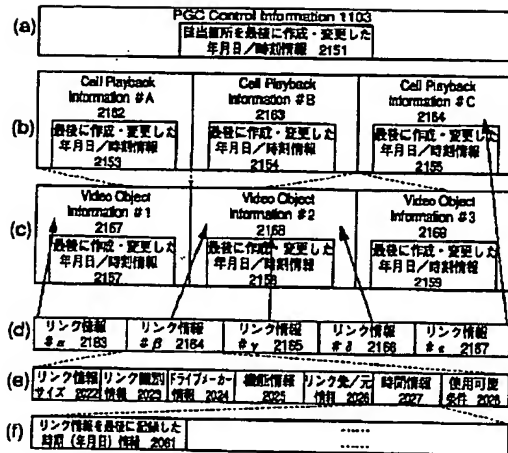 (a)
PGC Control Information 1103
該当箇所を最後に作成・変更した
年月日／時刻情報 2151
(b)
Cell Playback
Information #A
2162
最後に作成・変更した
年月日／時刻情報
2153
Cell Playback
Information #B
2163
最後に作成・変更した
年月日／時刻情報
2154
Cell Playback
Information #C
2164
最後に作成・変更した
年月日／時刻情報
2155
(c)
Video Object
Information #1
2167
最後に作成・変更した
年月日／時刻情報
2157
Video Object
Information #2
2168
最後に作成・変更した
年月日／時刻情報
2158
Video Object
Information #3
2169
最後に作成・変更した
年月日／時刻情報
2159
(d)
リンク情報
#α 2183
リンク情報
#β 2184
リンク情報
#γ 2185
リンク情報
#δ 2186
リンク情報
#ε 2187
(e)
リンク情報
サイズ 2022
リンク識別
情報 2023
ドライブメーカー
情報 2024
機能情報
2025
リンク先／元
情報 2026
時間情報
2027
使用可能
条件 2028
(f)
リンク情報を最後に記録した
時期（年月日）情報 2061
……
……